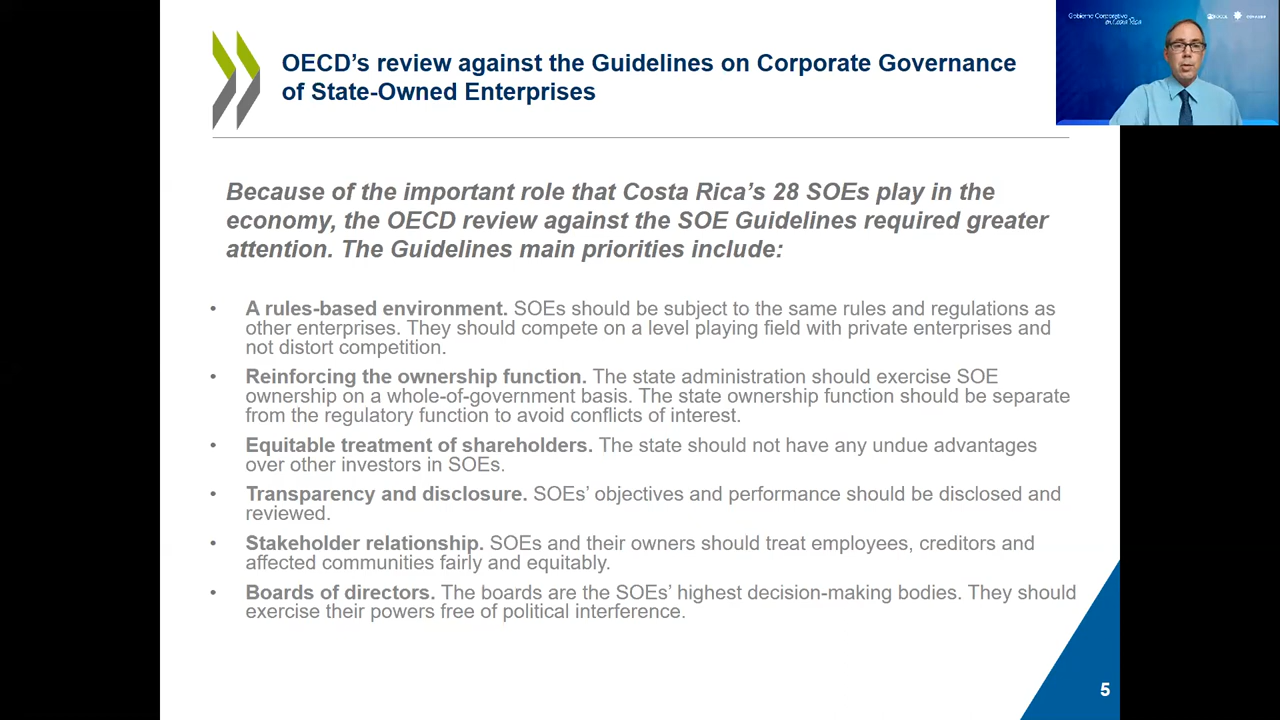 OECD’s review against the Guidelines on Corporate Governance
of State-Owned Enterprises
Gobierno Corporativo
en Costa Rica
Because of the important role that Costa Rica’s 28 SOEs play in the
economy, the OECD review against the SOE Guidelines required greater
attention. The Guidelines main priorities include:
• A rules-based environment. SOEs should be subject to the same rules and regulations as
other enterprises. They should compete on a level playing field with private enterprises and
not distort competition.
• Reinforcing the ownership function. The state administration should exercise SOE
ownership on a whole-of-government basis. The state ownership function should be separate
from the regulatory function to avoid conflicts of interest.
• Equitable treatment of shareholders. The state should not have any undue advantages
over other investors in SOEs.
• Transparency and disclosure. SOEs’ objectives and performance should be disclosed and
reviewed.
• Stakeholder relationship. SOEs and their owners should treat employees, creditors and
affected communities fairly and equitably.
• Boards of directors. The boards are the SOEs’ highest decision-making bodies. They should
exercise their powers free of political interference.
5